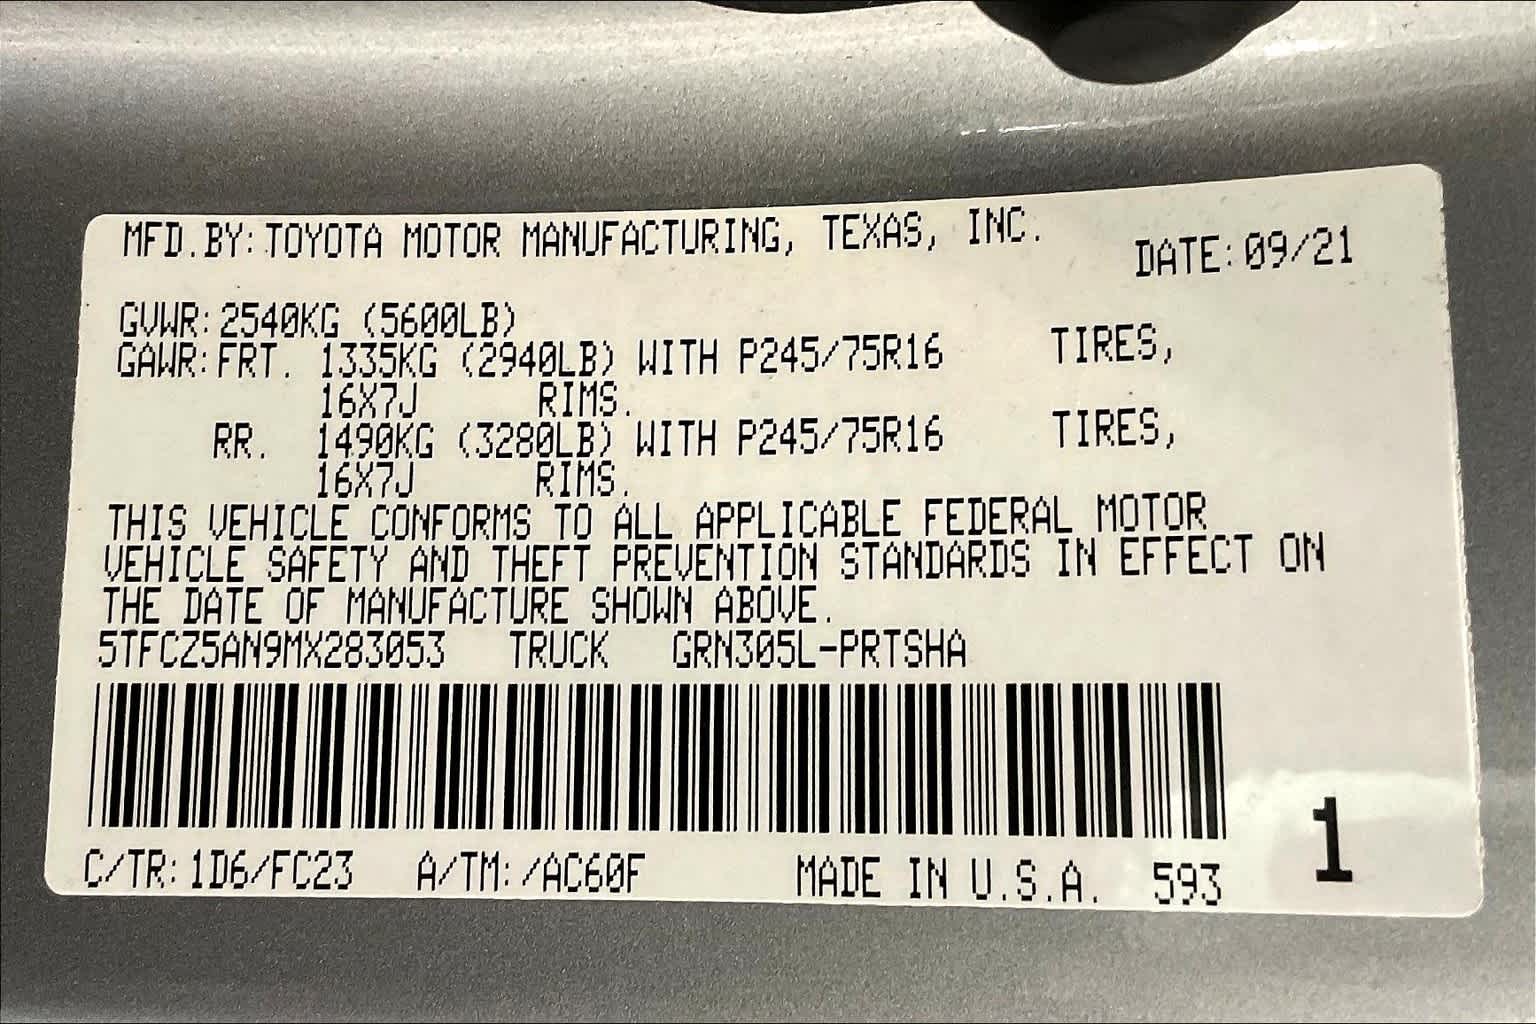 MFD.BY: TOYOTA MOTOR MANUFACTURING, TEXAS, INC. DATE: 09/21
GVWR: 2540KG (5600LB)
GAWR: FRT. 1335KG (2940LB) WITH P245/75R16 TIRES,
16X7J RIMS.
RR. 1490KG (3280LB) WITH P245/75R16 TIRES,
16X7J RIMS.
THIS VEHICLE CONFORMS TO ALL APPLICABLE FEDERAL MOTOR
VEHICLE SAFETY AND THEFT PREVENTION STANDARDS IN EFFECT ON
THE DATE OF MANUFACTURE SHOWN ABOVE.
5TFCZ5AN9MX283053 TRUCK GRN305L-PRTSHA
C/TR: 1D6/FC23 A/TM: /AC60F MADE IN U.S.A. 593 1